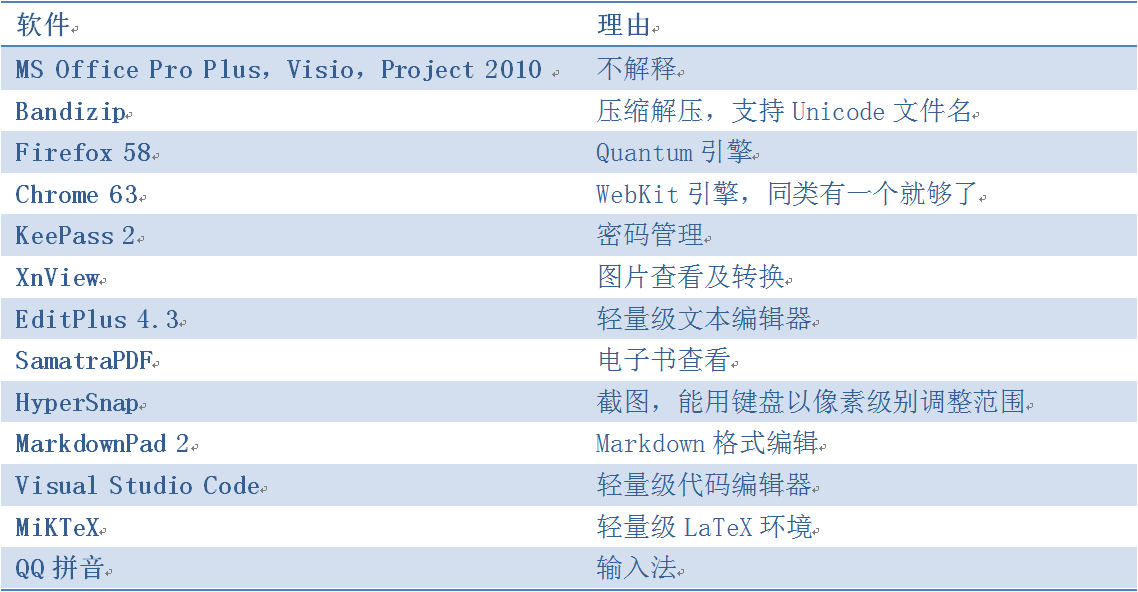 软件 理由
MS Office Pro Plus，Visio，Project 2010 不解释
Bandizip 压缩解压，支持 Unicode 文件名
Firefox 58 Quantum 引擎
Chrome 63 WebKit 引擎，同类有一个就够了
KeePass 2 密码管理
XnView 图片查看及转换
EditPlus 4.3 轻量级文本编辑器
SamatraPDF 电子书查看
HyperSnap 截图，能用键盘以像素级别调整范围
MarkdownPad 2 Markdown 格式编辑
Visual Studio Code 轻量级代码编辑器
MiKTeX 轻量级 LaTeX 环境
QQ 拼音 输入法